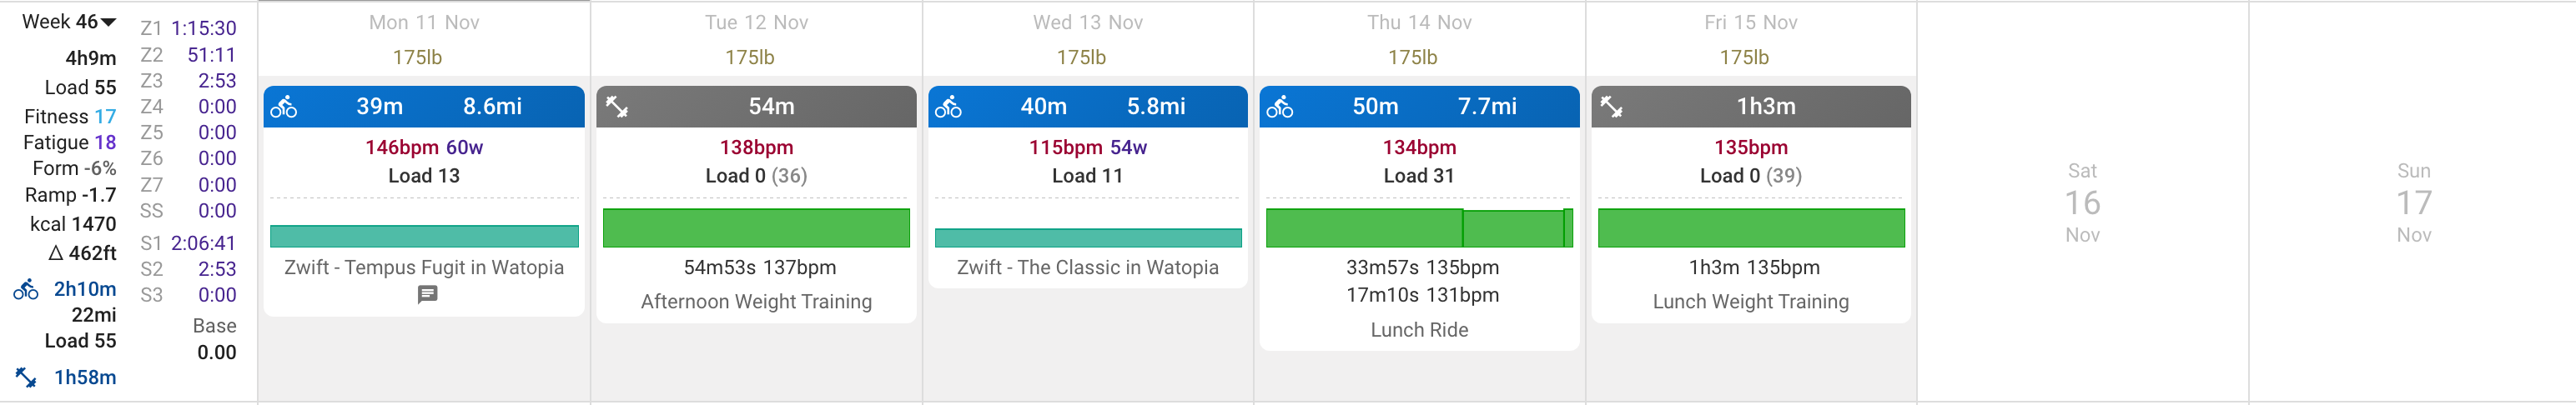 Week 46
4h9m
Load 55
Fitness 17
Fatigue 18
Form -6%
Ramp -1.7
kcal 1470
Δ 462ft
2h10m
22mi
Load 55
1h58m
Z1 1:15:30
Z2 51:11
Z3 2:53
Z4 0:00
Z5 0:00
Z6 0:00
Z7 0:00
SS 0:00
S1 2:06:41
S2 2:53
S3 0:00
Base
0.00
Mon 11 Nov
175lb
39m 8.6mi
146bpm 60w
Load 13
Zwift - Tempus Fugit in Watopia
Tue 12 Nov
175lb
54m
138bpm
Load 0 (36)
54m53s 137bpm
Afternoon Weight Training
Wed 13 Nov
175lb
40m 5.8mi
115bpm 54w
Load 11
Zwift - The Classic in Watopia
Thu 14 Nov
175lb
50m 7.7mi
134bpm
Load 31
33m57s 135bpm
17m10s 131bpm
Lunch Ride
Fri 15 Nov
175lb
1h3m
135bpm
Load 0 (39)
1h3m 135bpm
Lunch Weight Training
Sat
16
Nov
Sun
17
Nov